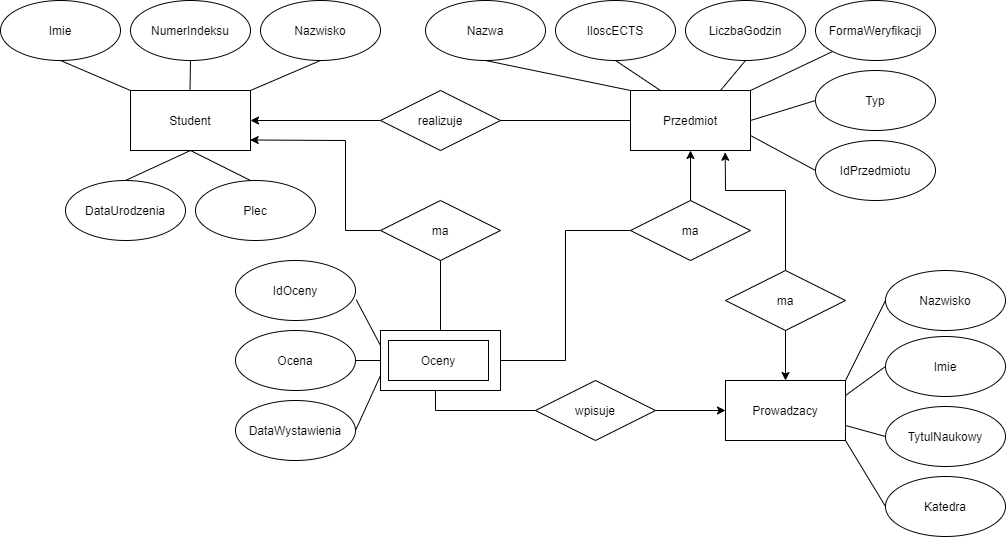 Imie
NumerIndeksu
Nazwisko
Nazwa
IloscECTS
LiczbaGodzin
FormaWeryfikacji
Student
realizuje
Przedmiot
Typ
IdPrzedmiotu
DataUrodzenia
Plec
ma
ma
IdOceny
ma
Nazwisko
Ocena
Oceny
Imie
DataWystawienia
wpisuje
Prowadzacy
TytulNaukowy
Katedra